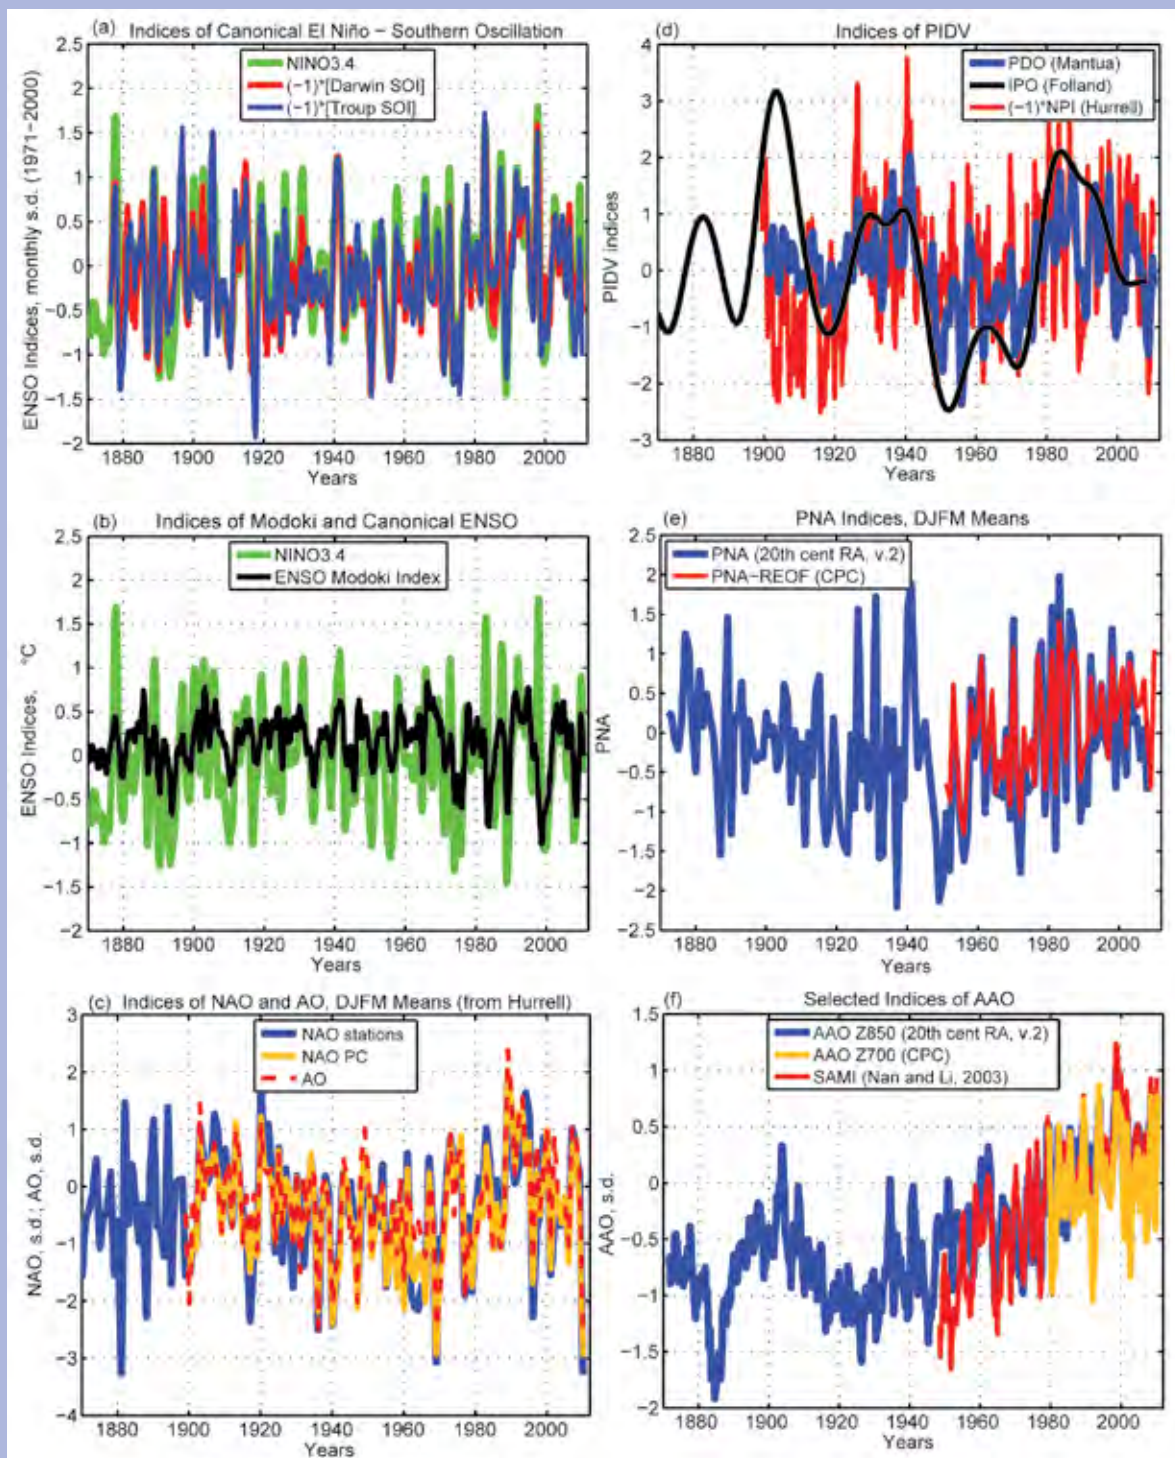 (a) Indices of Canonical El Niño − Southern Oscillation
2.5
2
1.5
1
0.5
0
−0.5
−1
−1.5
−2
ENSO Indices, monthly s.d. (1971−2000)
NINO3.4
(−1)*[Darwin SOI]
(−1)*[Troup SOI]
1880 1900 1920 1940 1960 1980 2000
Years
(b) Indices of Modoki and Canonical ENSO
2.5
2
1.5
1
0.5
0
−0.5
−1
−1.5
−2
ENSO Indices, °C
NINO3.4
ENSO Modoki Index
1880 1900 1920 1940 1960 1980 2000
Years
(c) Indices of NAO and AO, DJFM Means (from Hurrell)
3
2
1
0
−1
−2
−3
−4
NAO, s.d.; AO, s.d.
NAO stations
NAO PC
AO
1880 1900 1920 1940 1960 1980 2000
Years
(d) Indices of PIDV
4
3
2
1
0
−1
−2
−3
PIDV indices
PDO (Mantua)
IPO (Folland)
(−1)*NPI (Hurrell)
1880 1900 1920 1940 1960 1980 2000
Years
(e) PNA Indices, DJFM Means
2.5
2
1.5
1
0.5
0
−0.5
−1
−1.5
−2
−2.5
PNA
PNA (20th cent RA, v.2)
PNA−REOF (CPC)
1880 1900 1920 1940 1960 1980 2000
Years
(f) Selected Indices of AAO
1.5
1
0.5
0
−0.5
−1
−1.5
−2
AAO, s.d.
AAO Z850 (20th cent RA, v.2)
AAO Z700 (CPC)
SAMI (Nan and Li, 2003)
1880 1900 1920 1940 1960 1980 2000
Years